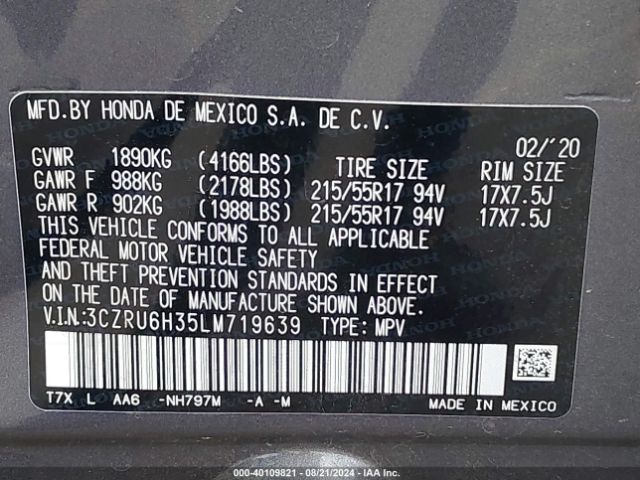 MFD.BY HONDA DE MEXICO S.A. DE C.V.
02/'20
GVWR 1890KG (4166LBS) TIRE SIZE RIM SIZE
GAWR F 988KG (2178LBS) 215/55R17 94V 17X7.5J
GAWR R 902KG (1988LBS) 215/55R17 94V 17X7.5J
THIS VEHICLE CONFORMS TO ALL APPLICABLE
FEDERAL MOTOR VEHICLE SAFETY
AND THEFT PREVENTION STANDARDS IN EFFECT
ON THE DATE OF MANUFACTURE SHOWN ABOVE.
V.I.N:3CZRU6H35LM719639 TYPE: MPV
T7X L AA6 -NH797M -A -M MADE IN MEXICO
000-40109821 - 08/21/2024 - IAA Inc.